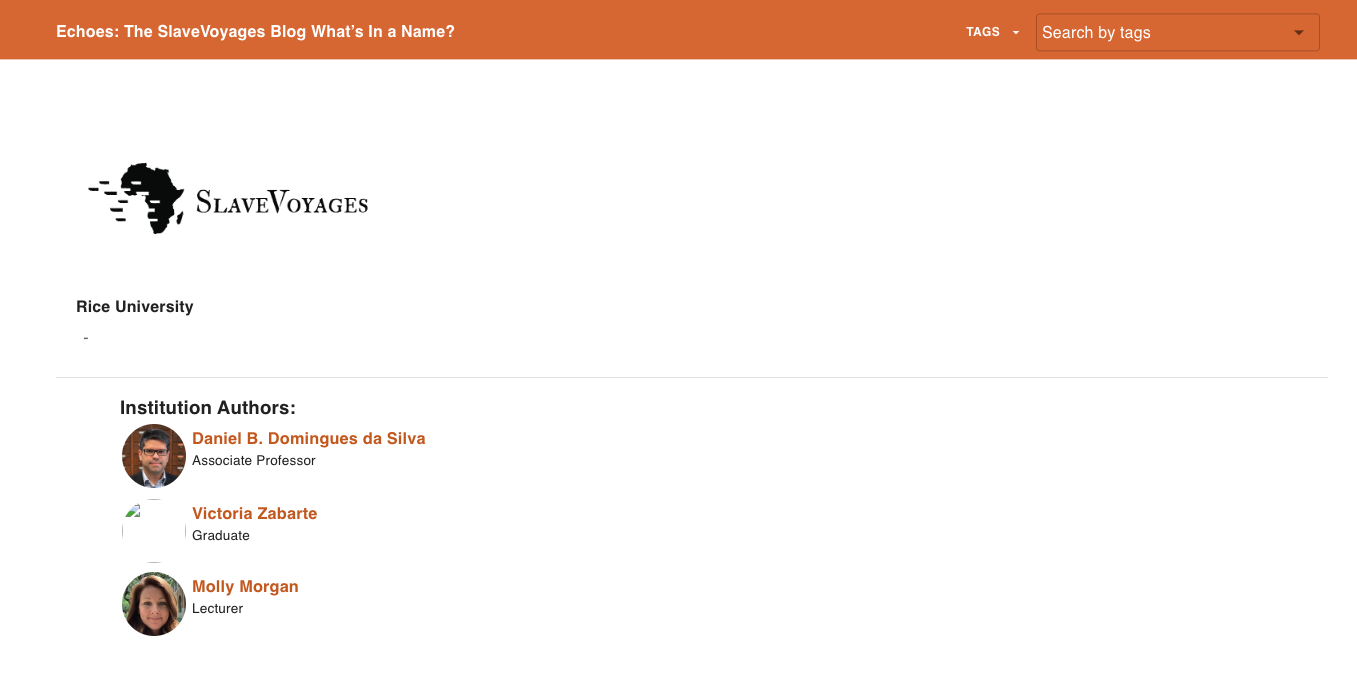 Echoes: The SlaveVoyages Blog What's In a Name?
TAGS
Search by tags
SLAVEVOYAGES
Rice University
-
Institution Authors:
Daniel B. Domingues da Silva
Associate Professor
Victoria Zabarte
Graduate
Molly Morgan
Lecturer